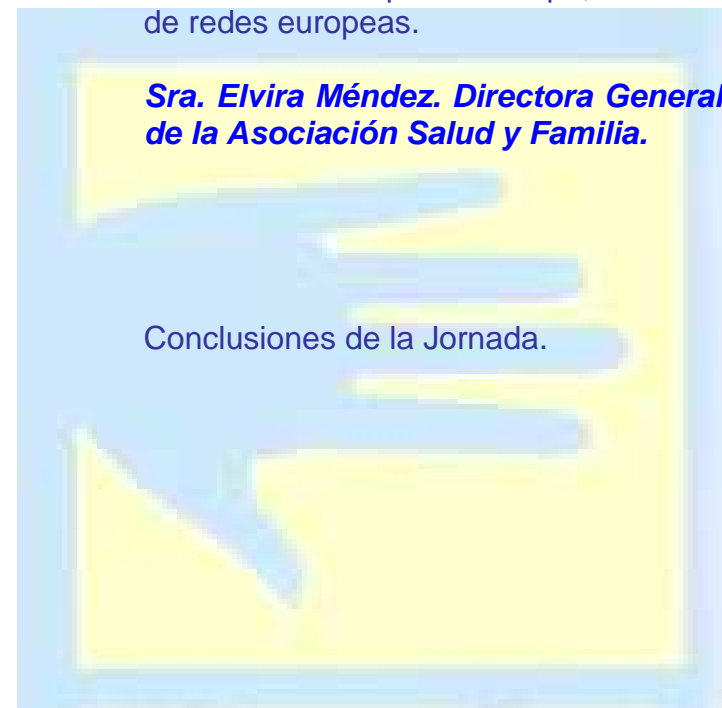 de redes europeas.
Sra. Elvira Méndez. Directora General
de la Asociación Salud y Familia.
Conclusiones de la Jornada.